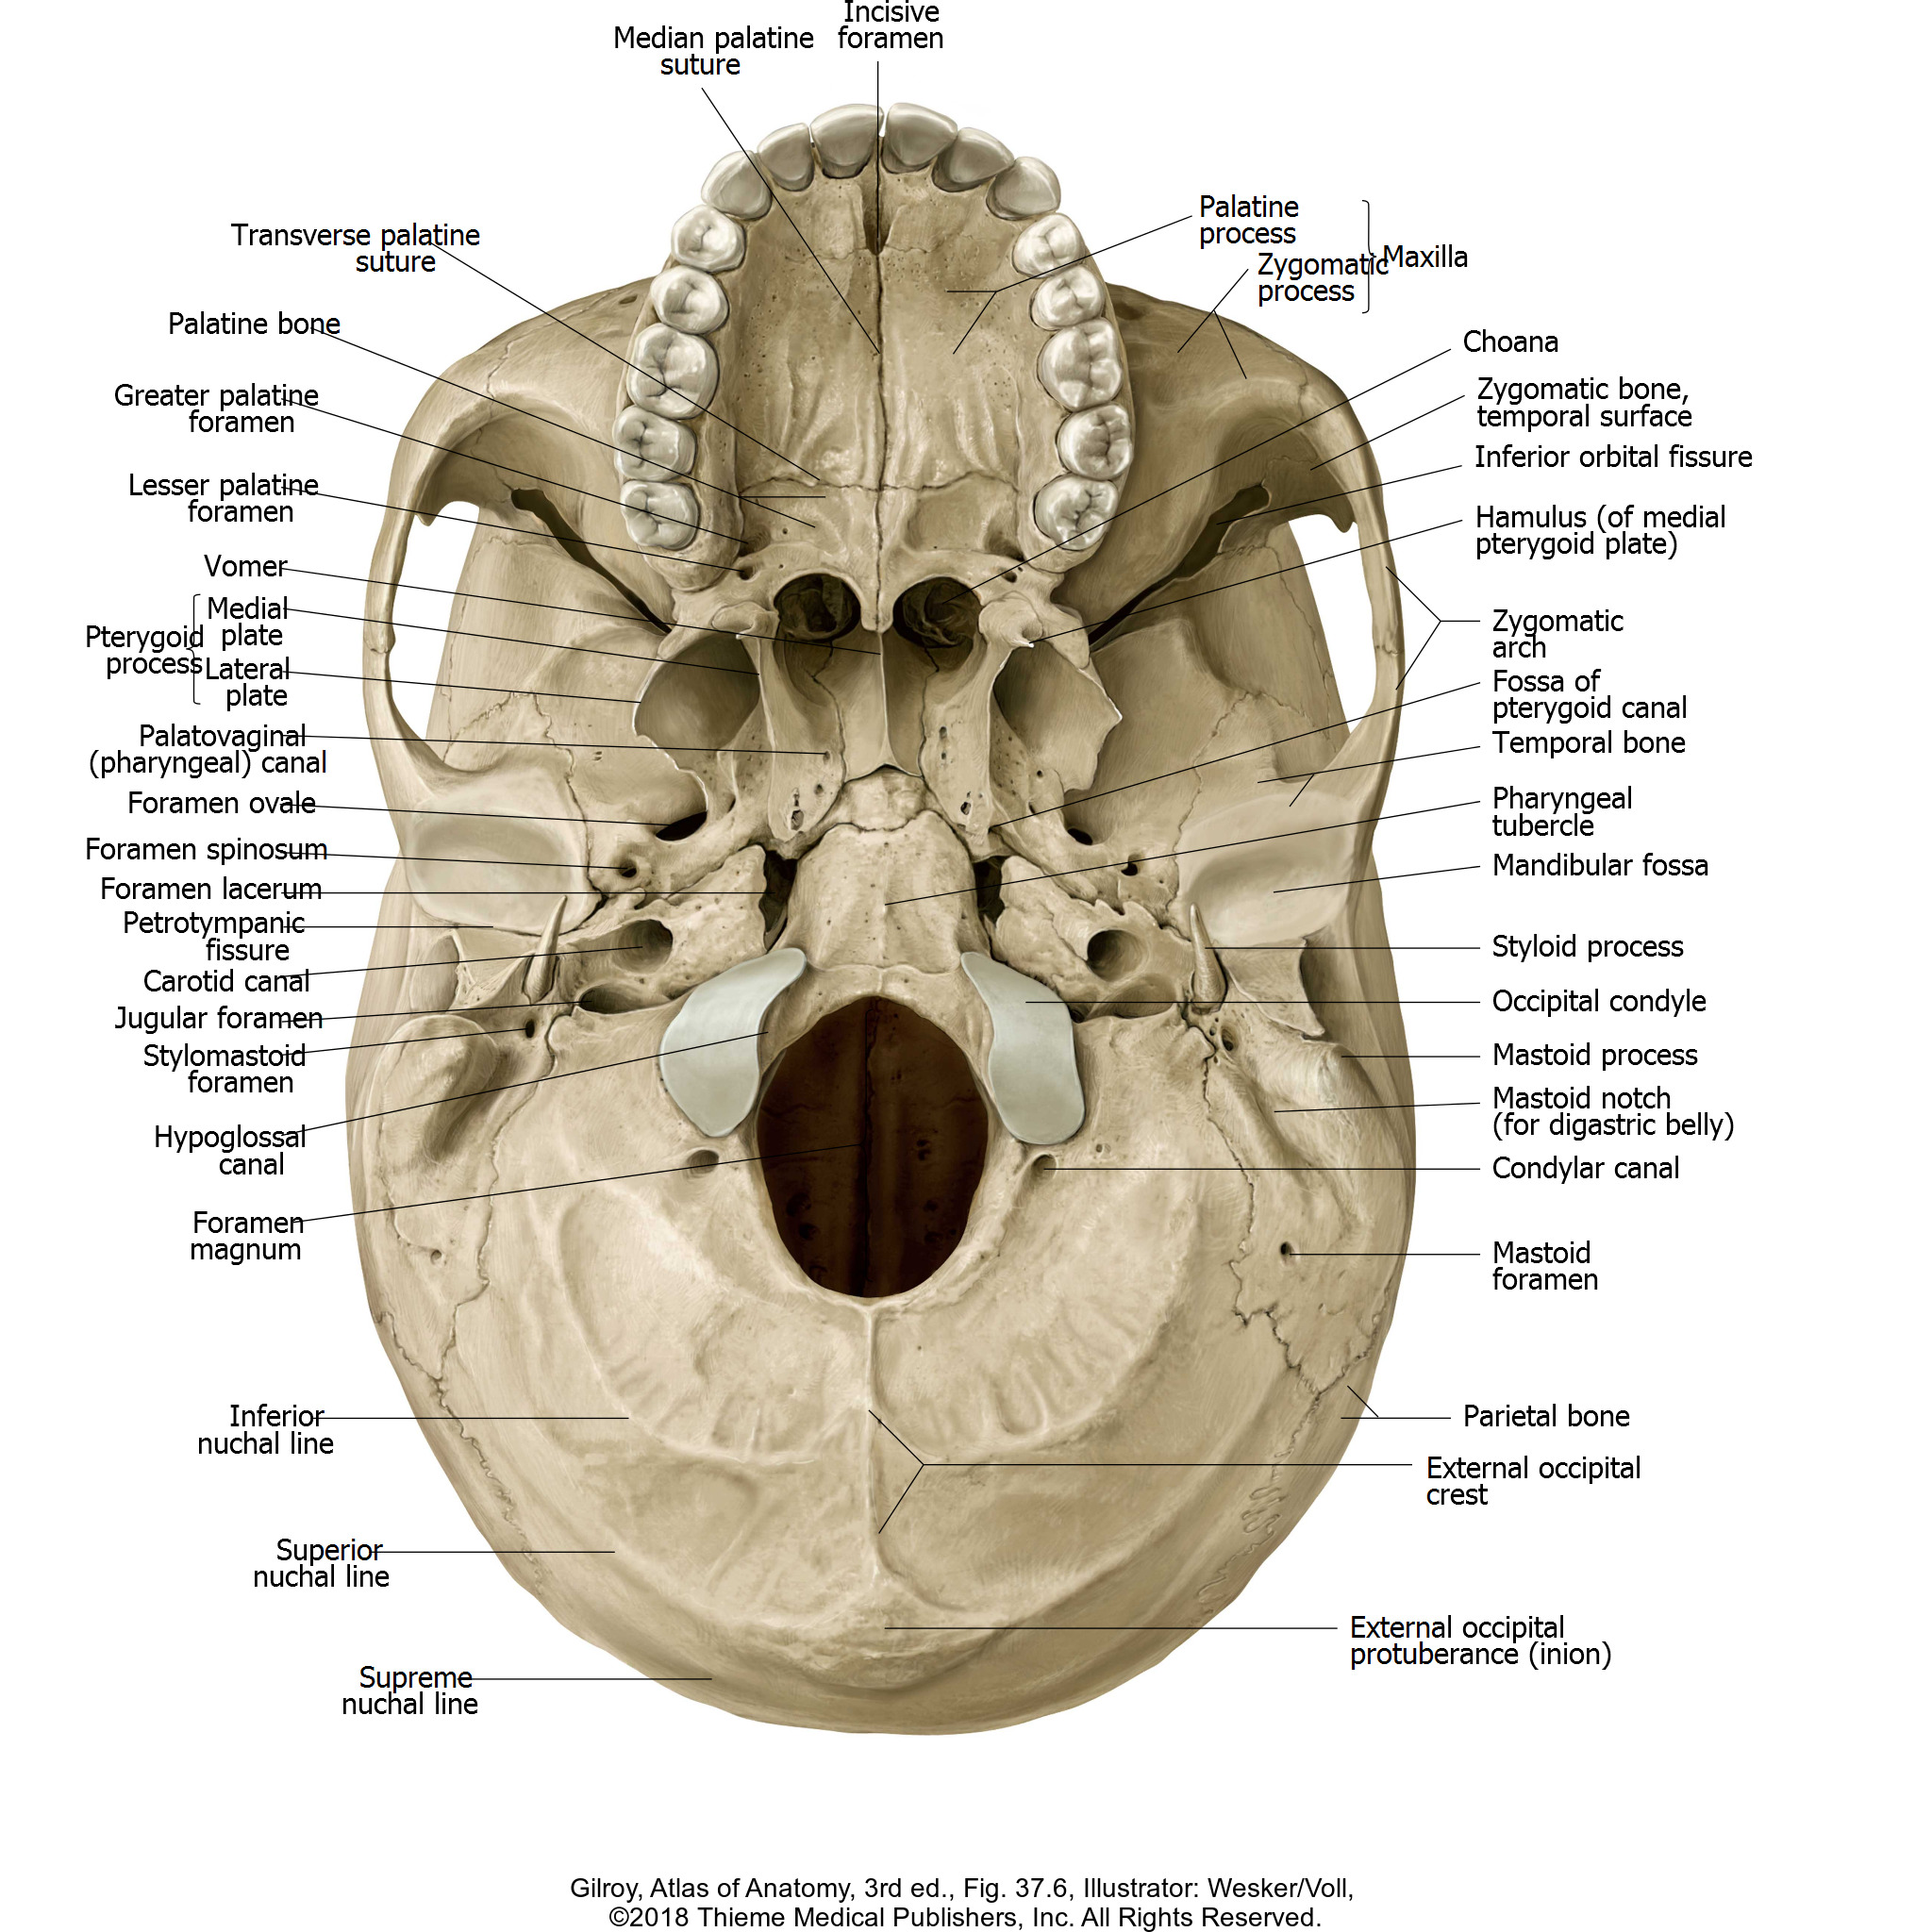 Incisive
foramen
Median palatine
suture
Transverse palatine
suture
Palatine bone
Greater palatine
foramen
Lesser palatine
foramen
Vomer
Pterygoid
process
Medial
plate
Lateral
plate
Palatovaginal
(pharyngeal) canal
Foramen ovale
Foramen spinosum
Foramen lacerum
Petrotympanic
fissure
Carotid canal
Jugular foramen
Stylomastoid
foramen
Hypoglossal
canal
Foramen
magnum
Inferior
nuchal line
Superior
nuchal line
Supreme
nuchal line
Palatine
process
Zygomatic
process
Maxilla
Choana
Zygomatic bone,
temporal surface
Inferior orbital fissure
Hamulus (of medial
pterygoid plate)
Zygomatic
arch
Fossa of
pterygoid canal
Temporal bone
Pharyngeal
tubercle
Mandibular fossa
Styloid process
Occipital condyle
Mastoid process
Mastoid notch
(for digastric belly)
Condylar canal
Mastoid
foramen
Parietal bone
External occipital
crest
External occipital
protuberance (inion)
Gilroy, Atlas of Anatomy, 3rd ed., Fig. 37.6, Illustrator: Wesker/Voll,
©2018 Thieme Medical Publishers, Inc. All Rights Reserved.